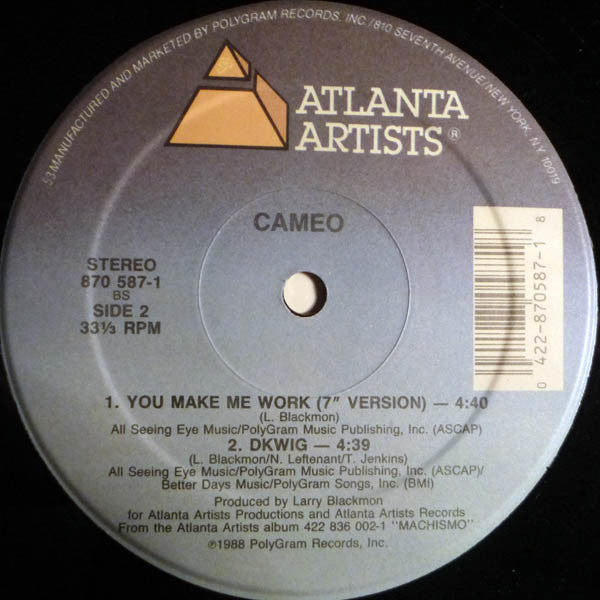 53 MANUFACTURED AND MARKETED BY POLYGRAM RECORDS, INC./810 SEVENTH AVENUE/NEW YORK, NY 10019
ATLANTA
ARTISTS®
CAMEO
STEREO
870 587-1
BS
SIDE 2
33⅓ RPM
0 422-870587-1 8
1. YOU MAKE ME WORK (7" VERSION) — 4:40
(L. Blackmon)
All Seeing Eye Music/PolyGram Music Publishing, Inc. (ASCAP)
2. DKWIG — 4:39
(L. Blackmon/N. Leftenant/T. Jenkins)
All Seeing Eye Music/PolyGram Music Publishing, Inc. (ASCAP)/
Better Days Music/PolyGram Songs, Inc. (BMI)
Produced by Larry Blackmon
for Atlanta Artists Productions and Atlanta Artists Records
From the Atlanta Artists album 422 836 002-1 "MACHISMO"
℗1988 PolyGram Records, Inc.